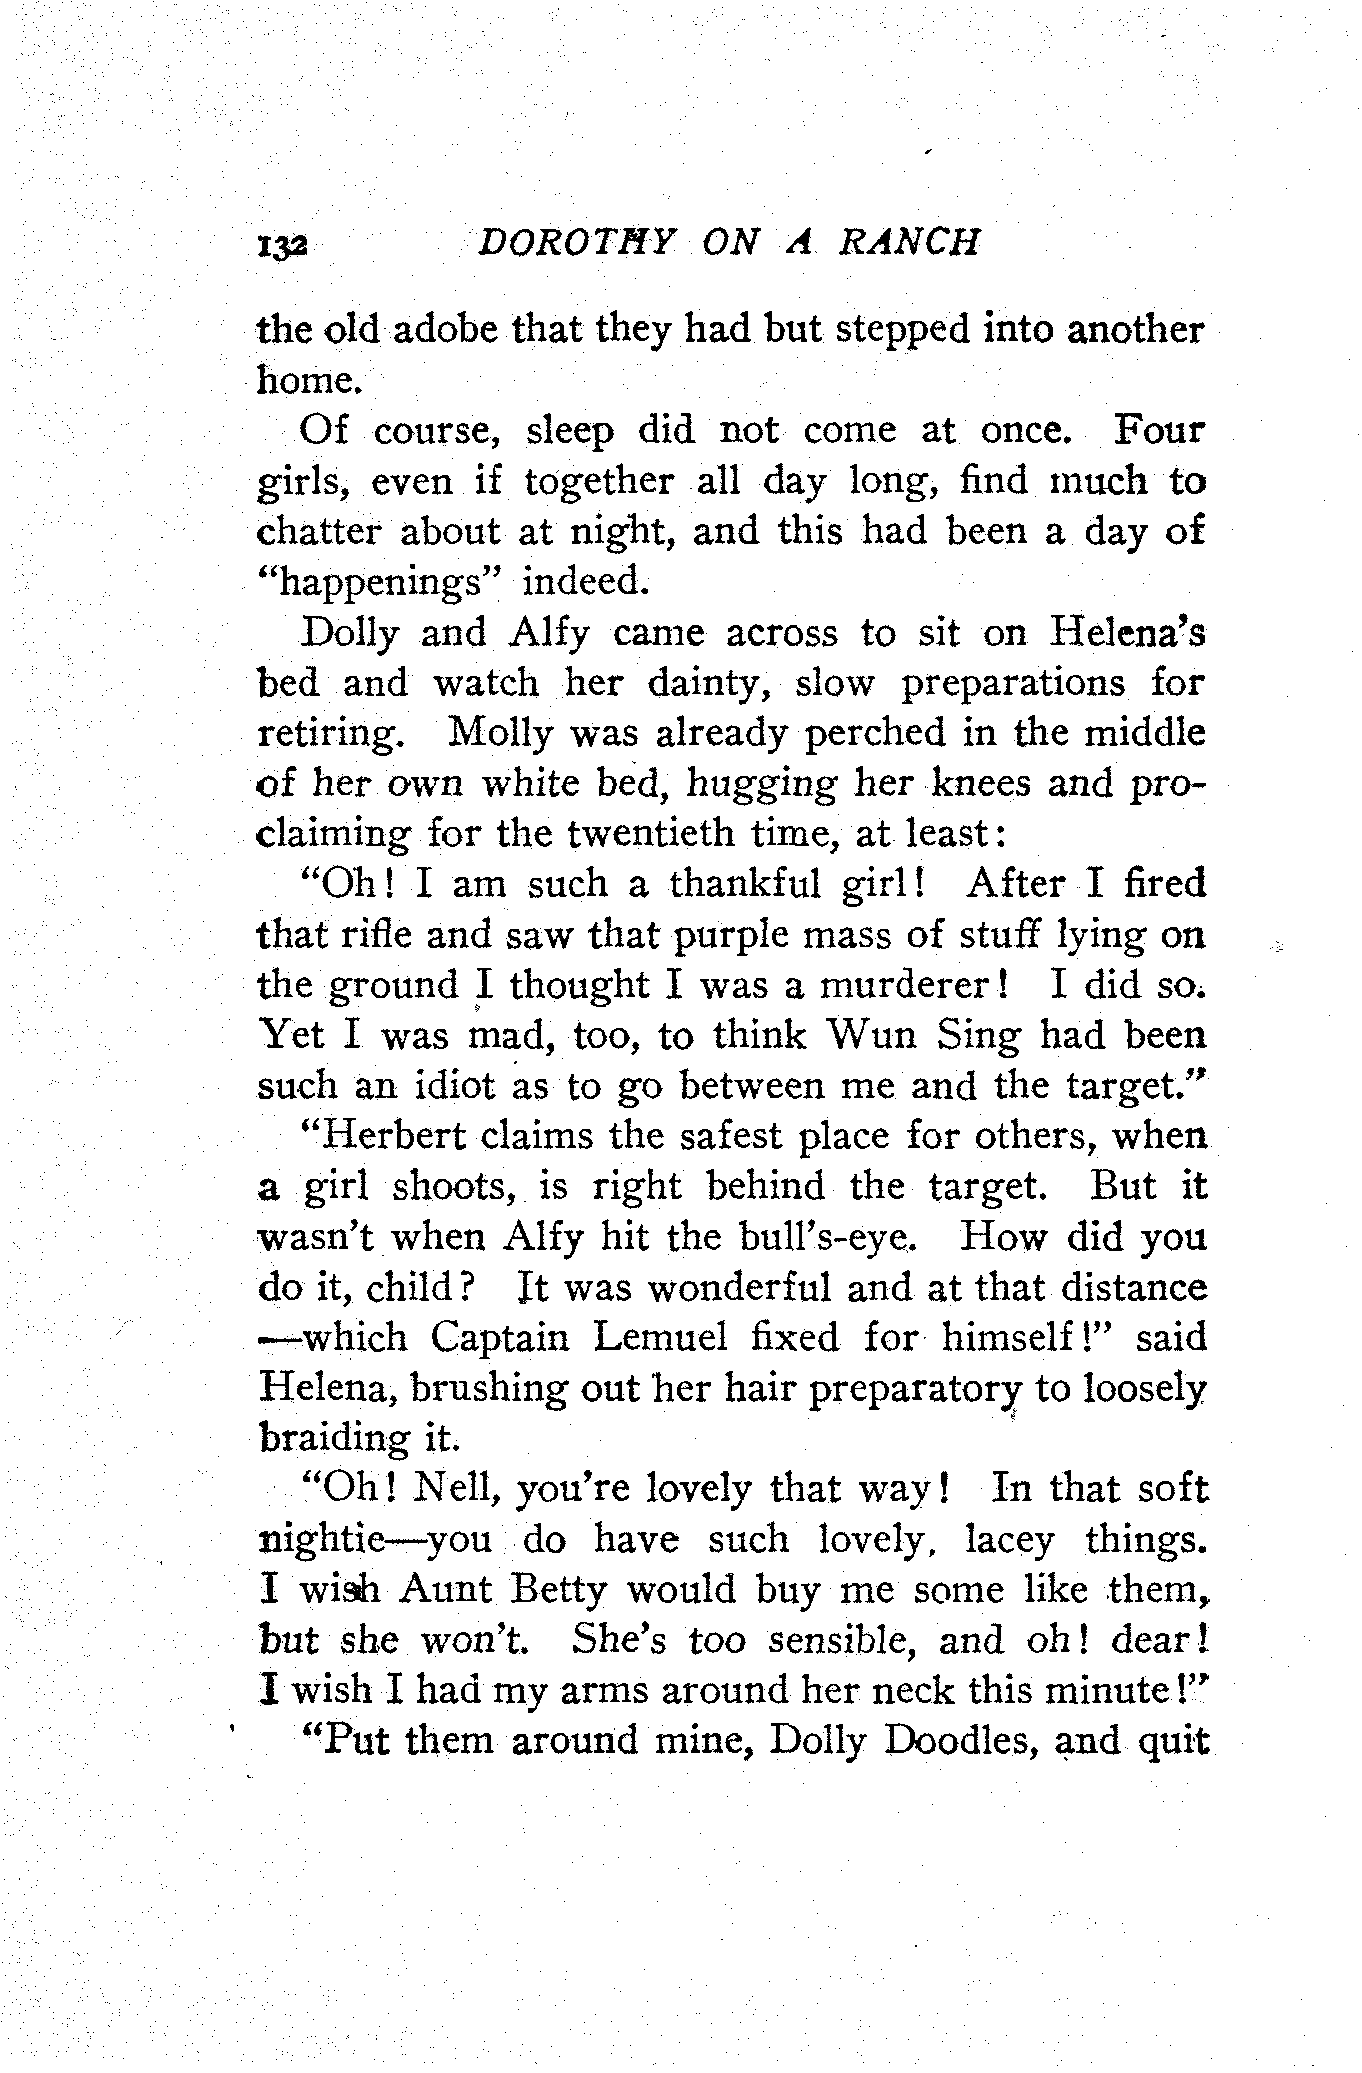 132 DOROTHY ON A RANCH
the old adobe that they had but stepped into another
home.
Of course, sleep did not come at once. Four
girls, even if together all day long, find much to
chatter about at night, and this had been a day of
“happenings” indeed.
Dolly and Alfy came across to sit on Helena’s
bed and watch her dainty, slow preparations for
retiring. Molly was already perched in the middle
of her own white bed, hugging her knees and pro-
claiming for the twentieth time, at least:
“Oh! I am such a thankful girl! After I fired
that rifle and saw that purple mass of stuff lying on
the ground I thought I was a murderer! I did so.
Yet I was mad, too, to think Wun Sing had been
such an idiot as to go between me and the target.”
“Herbert claims the safest place for others, when
a girl shoots, is right behind the target. But it
wasn’t when Alfy hit the bull’s-eye. How did you
do it, child? It was wonderful and at that distance
—which Captain Lemuel fixed for himself!” said
Helena, brushing out her hair preparatory to loosely
braiding it.
“Oh! Nell, you’re lovely that way! In that soft
nightie—you do have such lovely, lacey things.
I wish Aunt Betty would buy me some like them,
but she won’t. She’s too sensible, and oh! dear!
I wish I had my arms around her neck this minute!”
“Put them around mine, Dolly Doodles, and quit